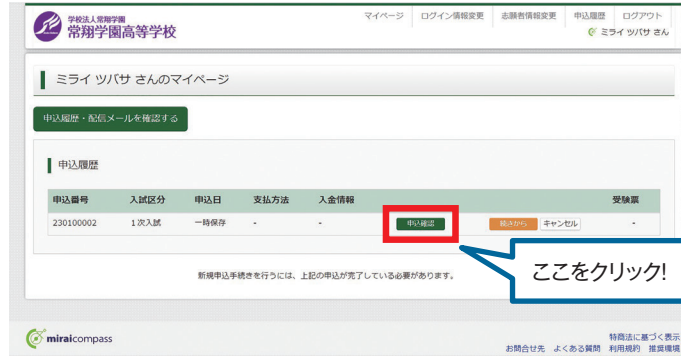 学校法人常翔学園
常翔学園高等学校
マイページ ログイン情報変更 志願者情報変更 申込履歴 ログアウト
ミライ ツバサ さん
ミライ ツバサ さんのマイページ
申込履歴・配信メールを確認する
申込履歴
申込番号 入試区分 申込日 支払方法 入金情報 受験票
230100002 1次入試 一時保存 - - 申込確認 続きから キャンセル -
ここをクリック!
新規申込手続きを行うには、上記の申込が完了している必要があります。
miraicompass
特商法に基づく表示
お問合せ先 よくある質問 利用規約 推奨環境